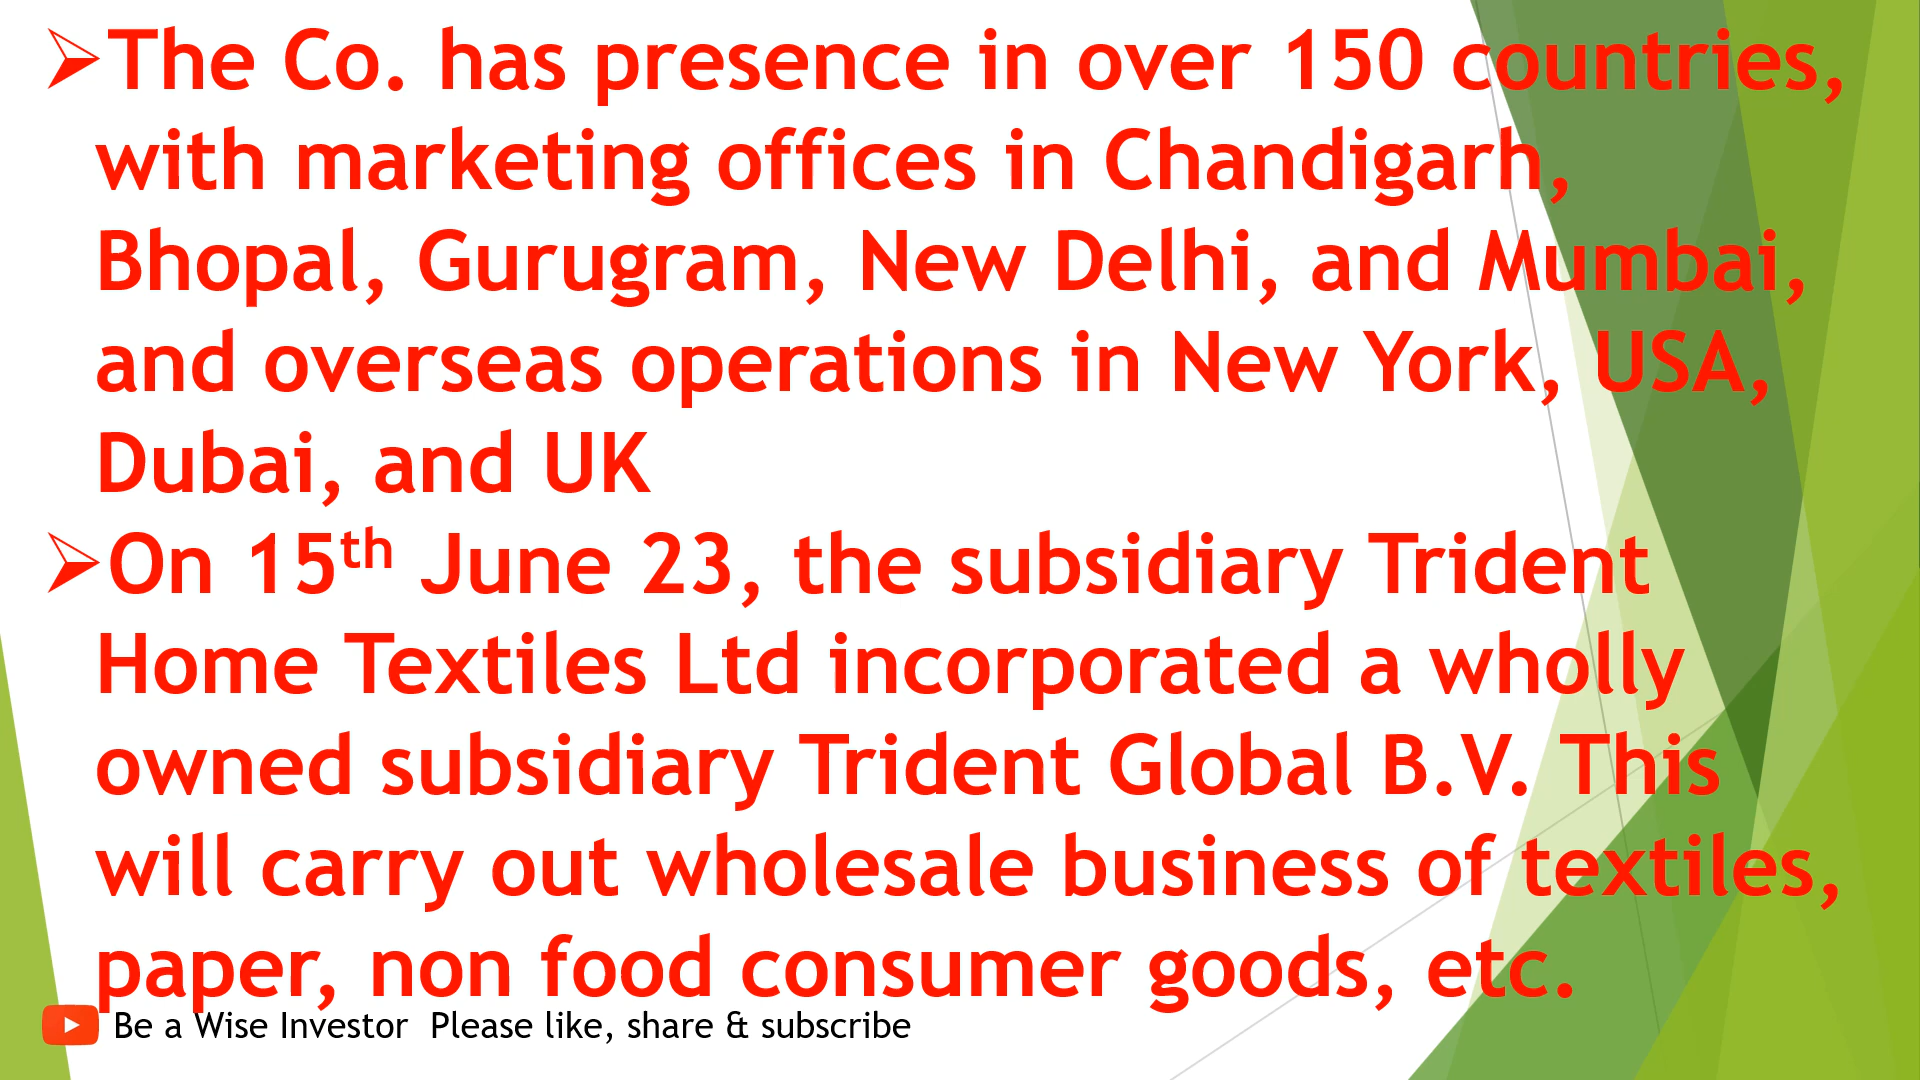 ➢The Co. has presence in over 150 countries,
with marketing offices in Chandigarh,
Bhopal, Gurugram, New Delhi, and Mumbai,
and overseas operations in New York, USA,
Dubai, and UK
➢On 15th June 23, the subsidiary Trident
Home Textiles Ltd incorporated a wholly
owned subsidiary Trident Global B.V. This
will carry out wholesale business of textiles,
paper, non food consumer goods, etc.
Be a Wise Investor Please like, share & subscribe